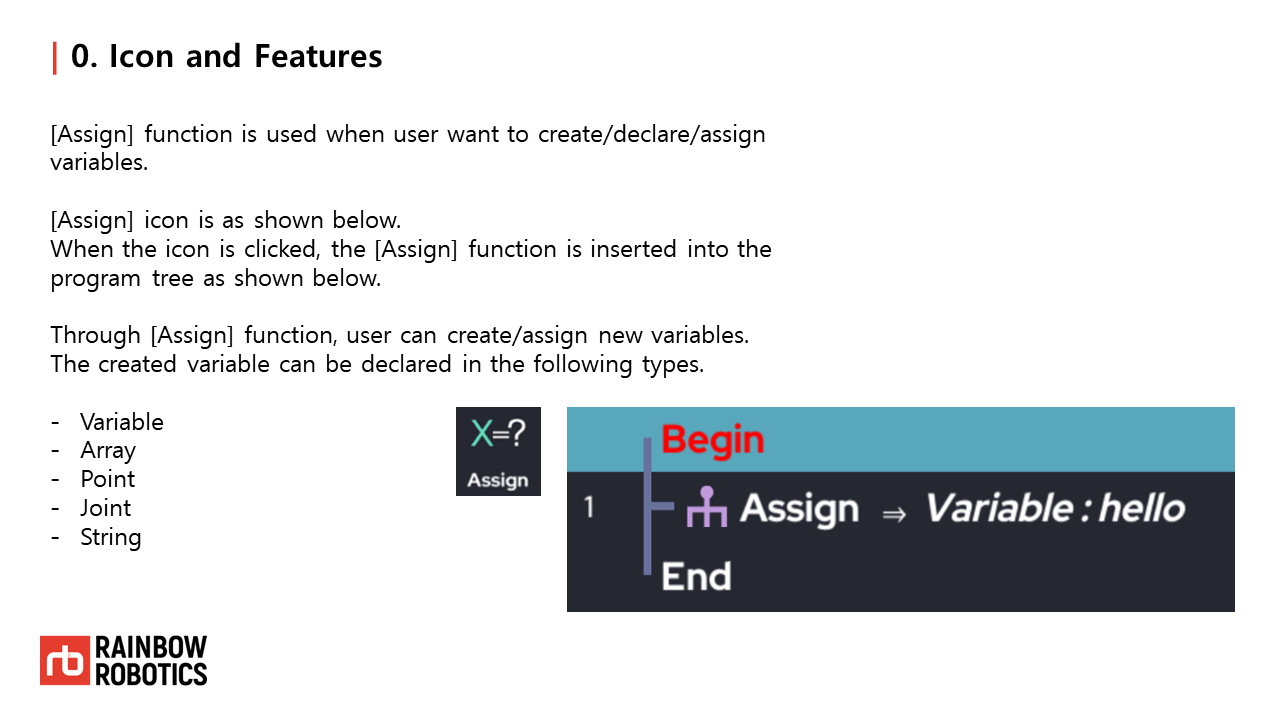 0. Icon and Features
[Assign] function is used when user want to create/declare/assign
variables.
[Assign] icon is as shown below.
When the icon is clicked, the [Assign] function is inserted into the
program tree as shown below.
Through [Assign] function, user can create/assign new variables.
The created variable can be declared in the following types.
- Variable
- Array
- Point
- Joint
- String
X=?
Assign
Begin
1 Assign ⇒ Variable : hello
End
rb
RAINBOW
ROBOTICS